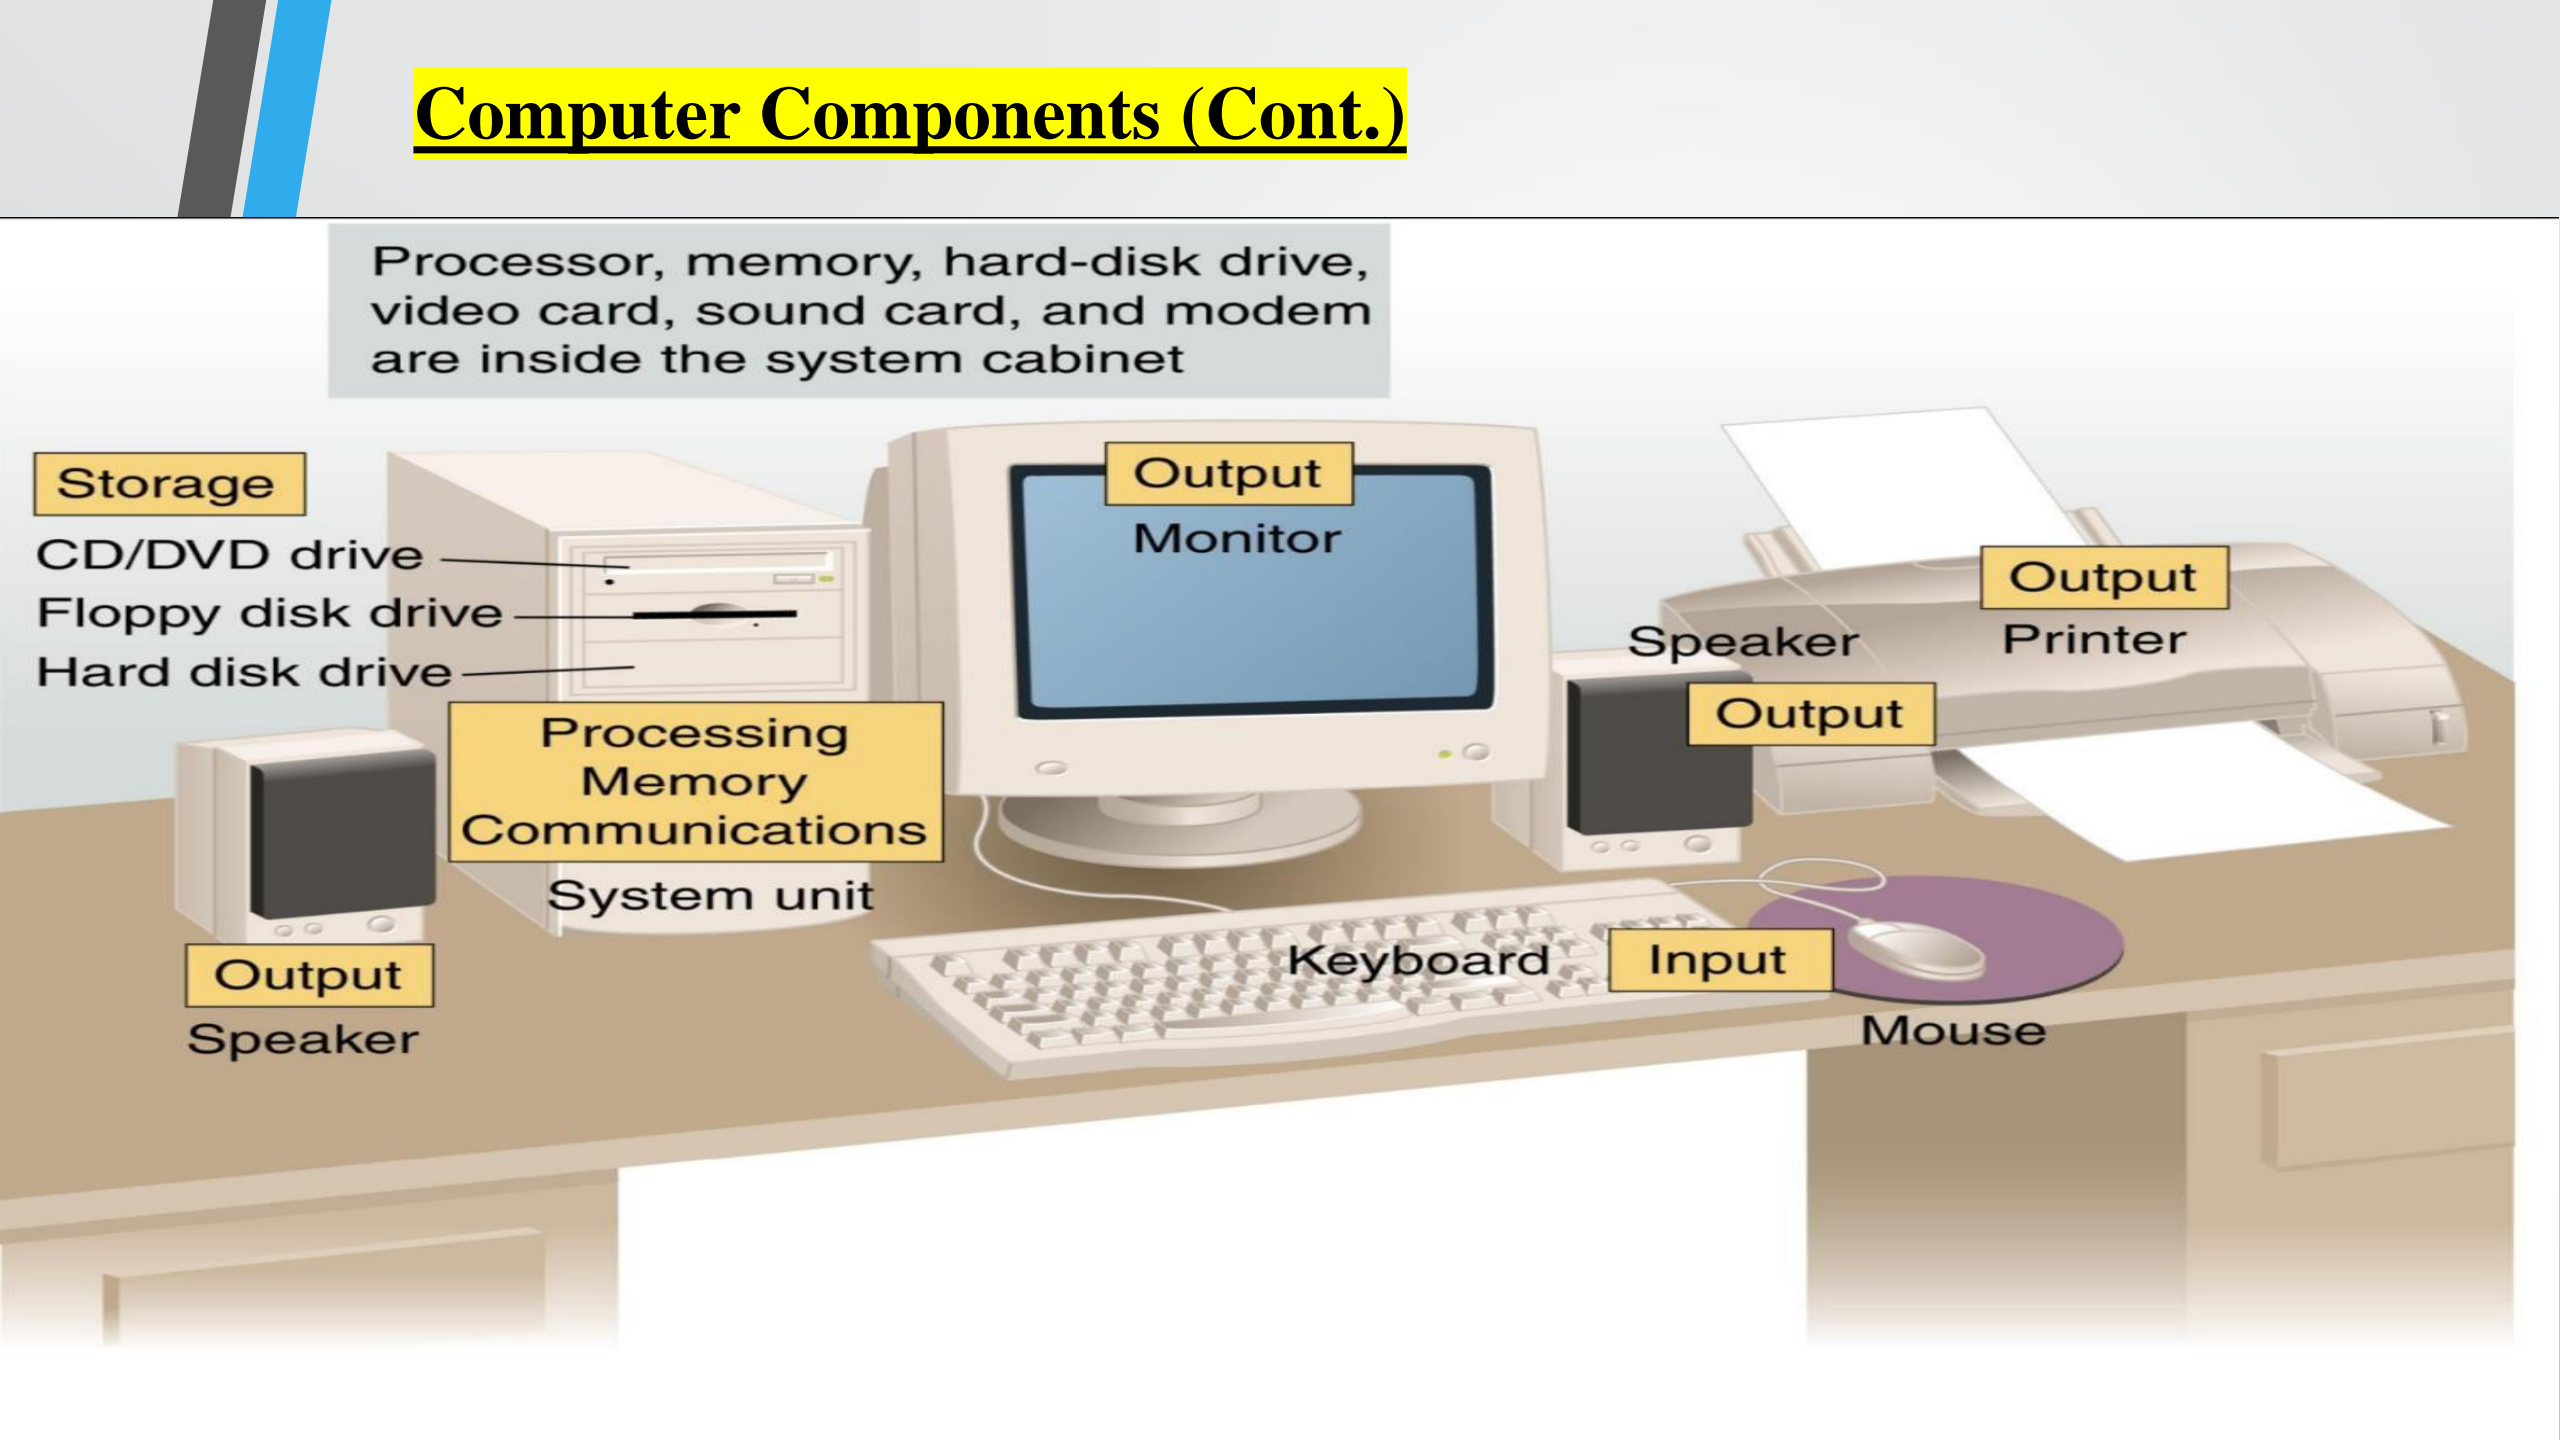 Computer Components (Cont.)
Processor, memory, hard-disk drive,
video card, sound card, and modem
are inside the system cabinet
Storage
CD/DVD drive
Floppy disk drive
Hard disk drive
Processing
Memory
Communications
System unit
Output
Speaker
Output
Monitor
Speaker
Output
Output
Printer
Keyboard
Input
Mouse